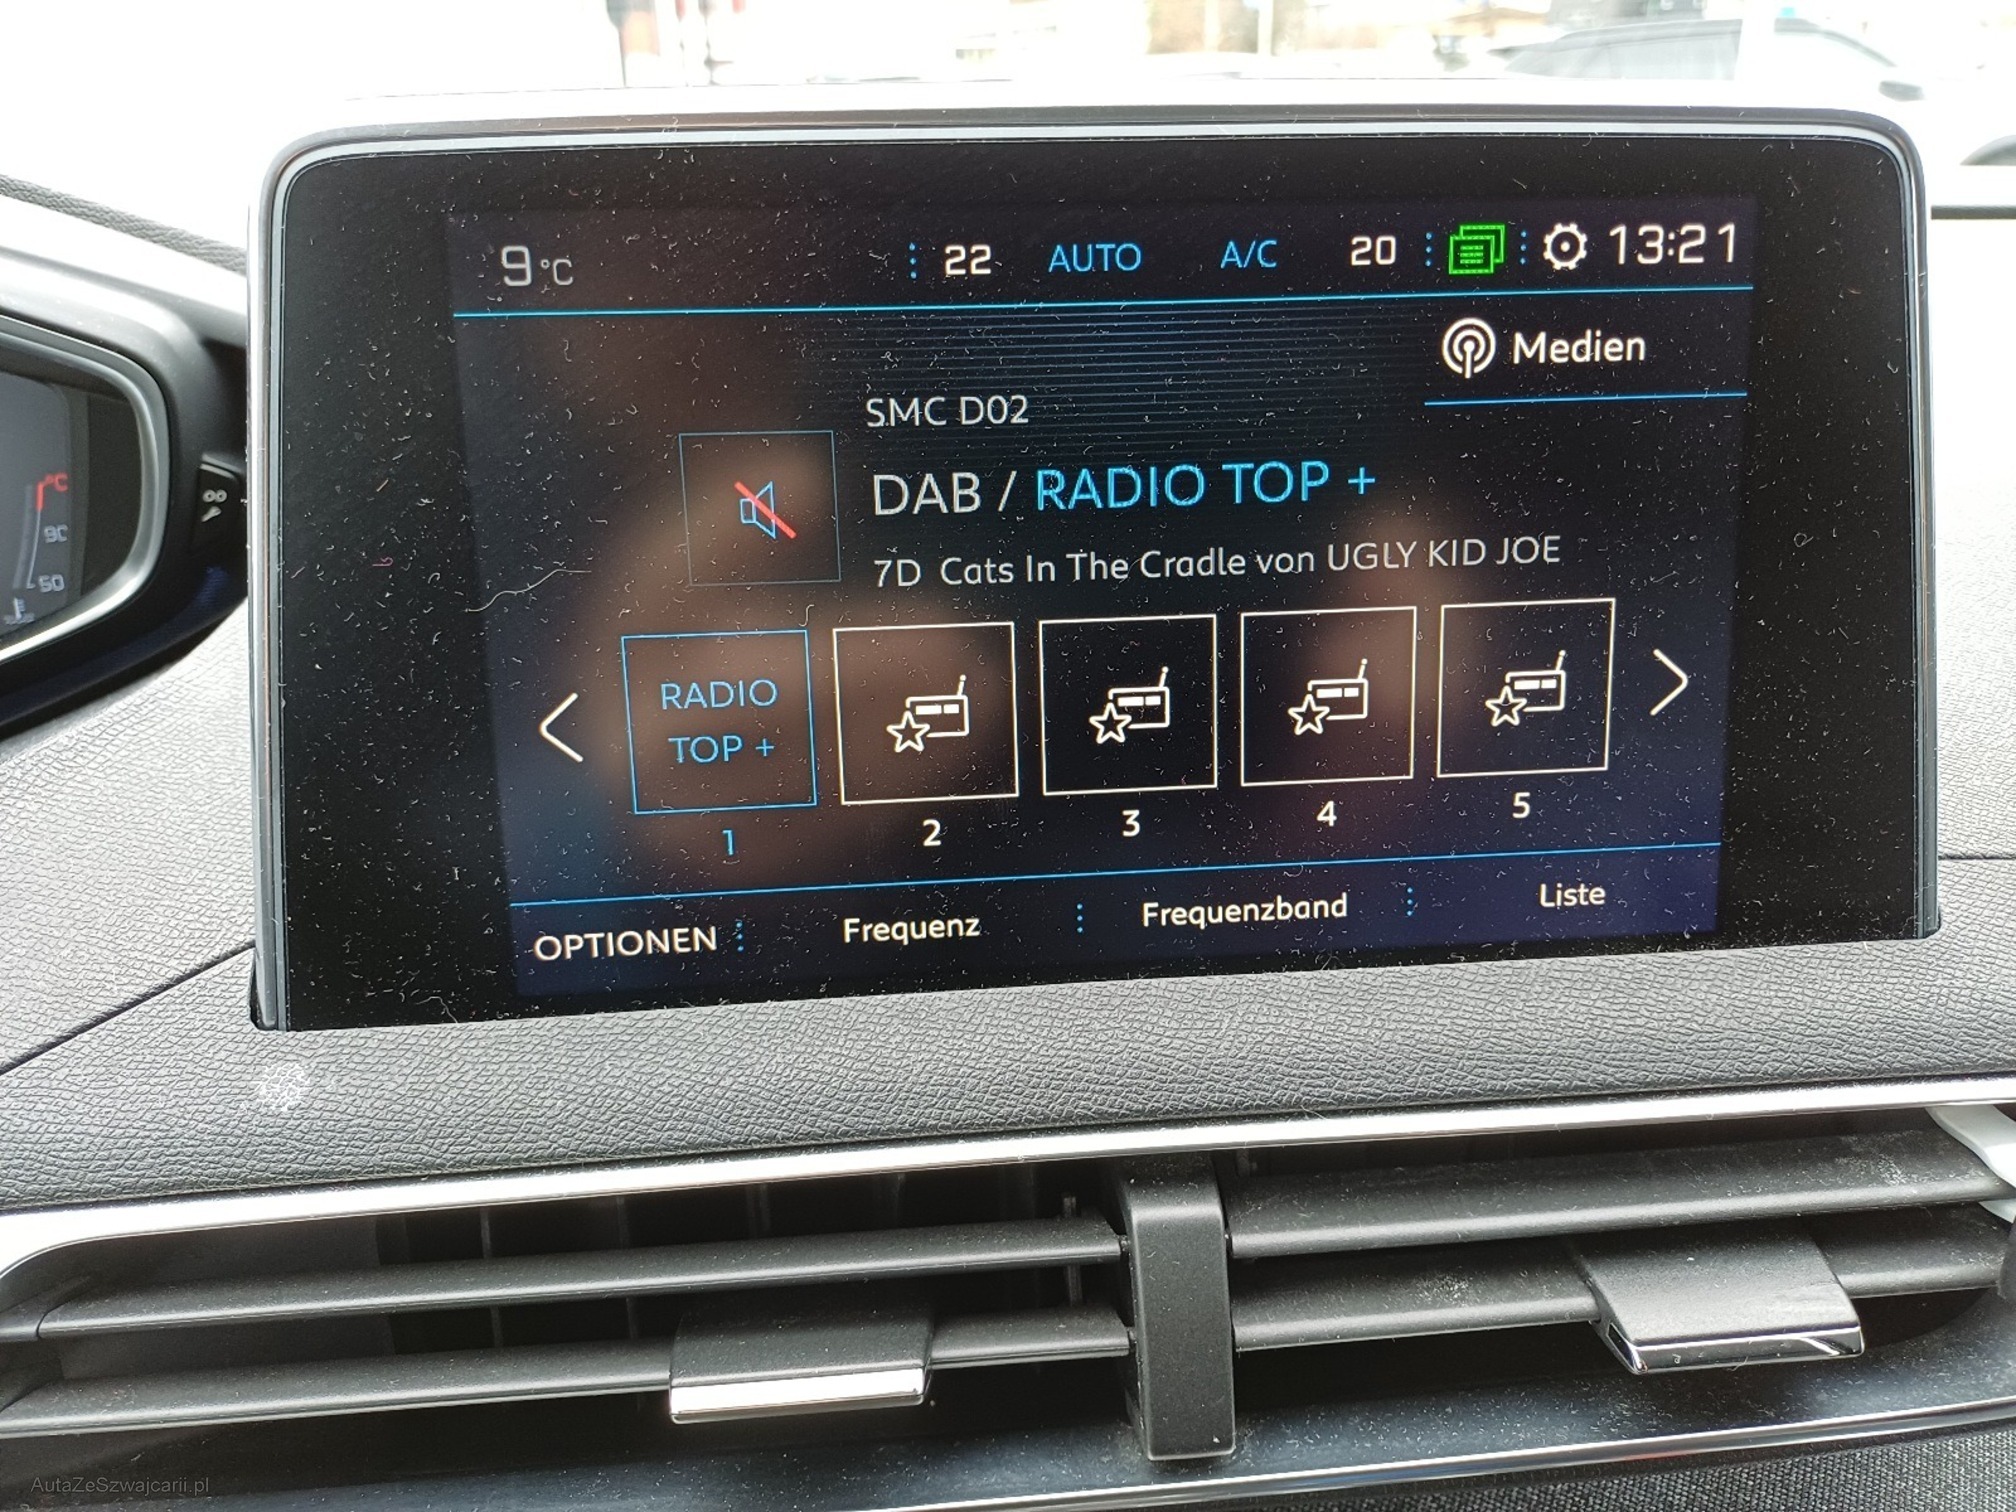 9 °C 22 AUTO A/C 20 13:21
Medien
SMC D02
DAB / RADIO TOP +
7D Cats In The Cradle von UGLY KID JOE
RADIO
TOP +
1 2 3 4 5
OPTIONEN Frequenz Frequenzband Liste
°C
90
50
AutaZeSzwajcarii.pl